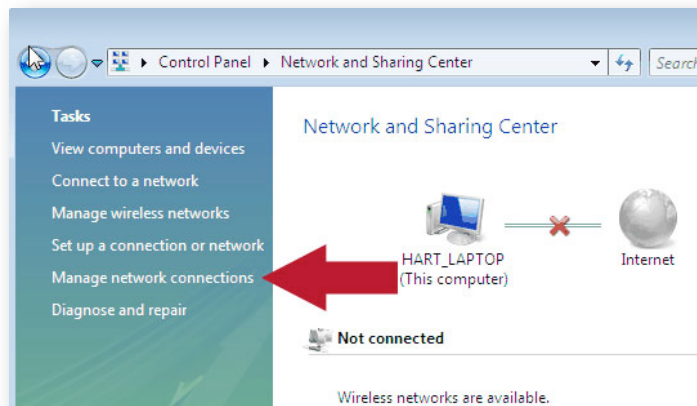 Control Panel Network and Sharing Center Search
Tasks
View computers and devices
Connect to a network
Manage wireless networks
Set up a connection or network
Manage network connections
Diagnose and repair
Network and Sharing Center
HART_LAPTOP
(This computer)
Internet
Not connected
Wireless networks are available.